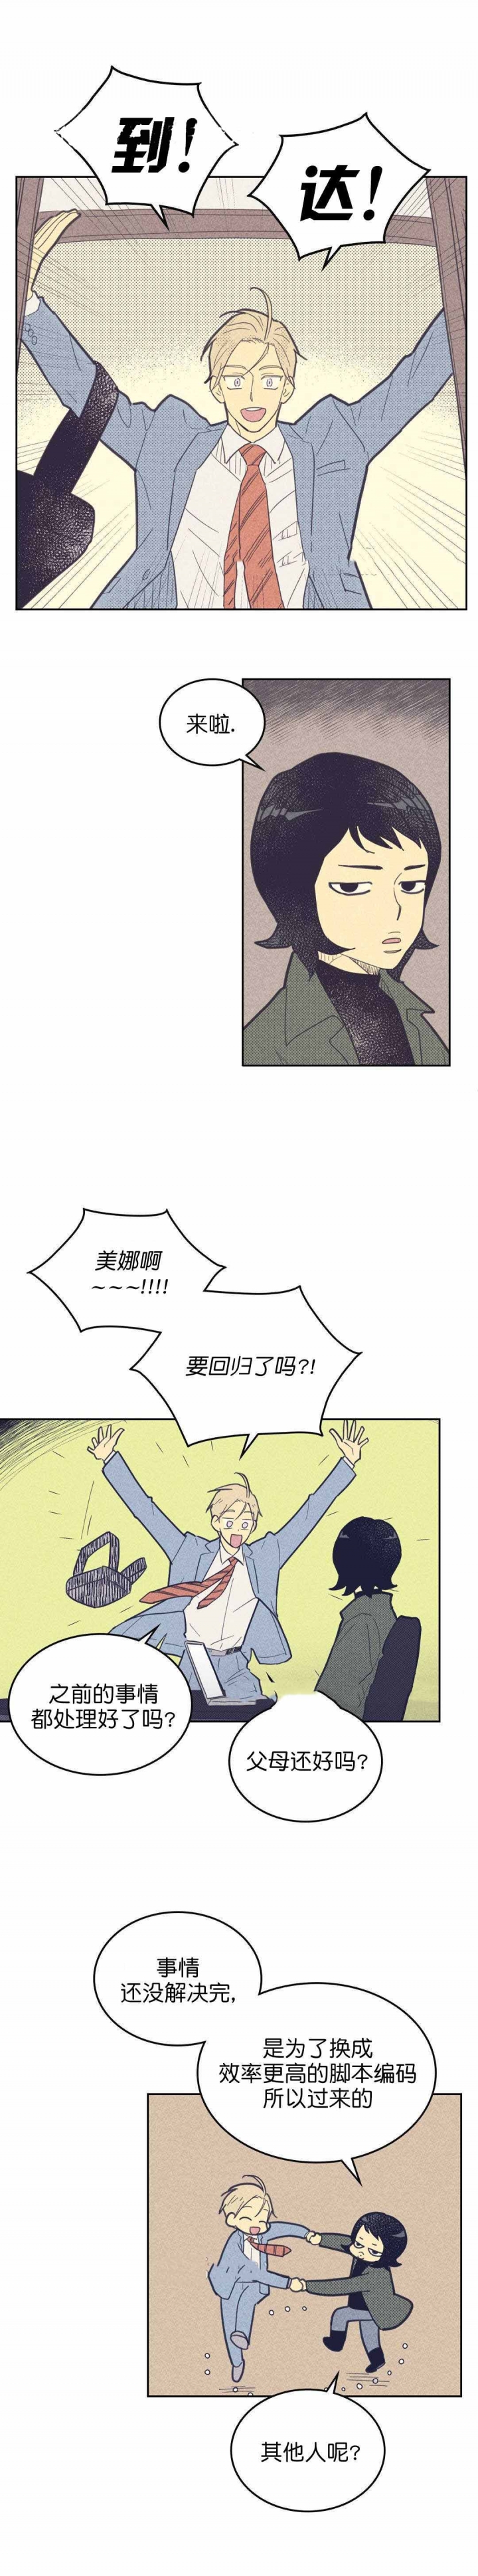 到!
达!
来啦.
美娜啊
~~~!!!!
要回归了吗?!
之前的事情
都处理好了吗?
父母还好吗?
事情
还没解决完,
是为了换成
效率更高的脚本编码
所以过来的
其他人呢?